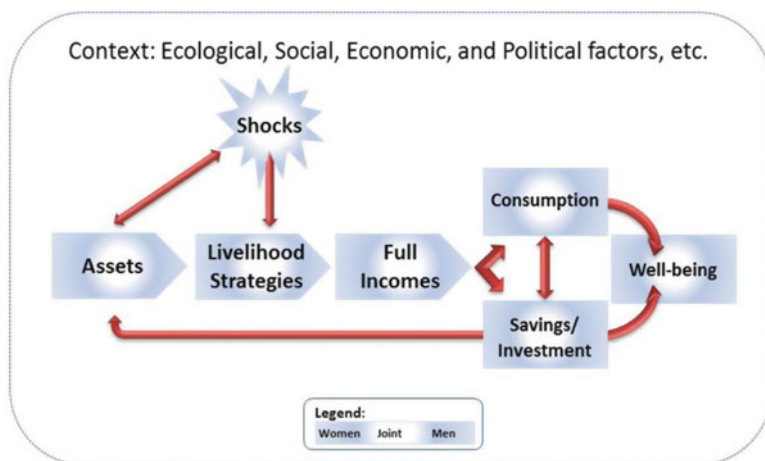 Context: Ecological, Social, Economic, and Political factors, etc.
Shocks
Consumption
Assets
Livelihood
Strategies
Full
Incomes
Well-being
Savings/
Investment
Legend:
Women Joint Men